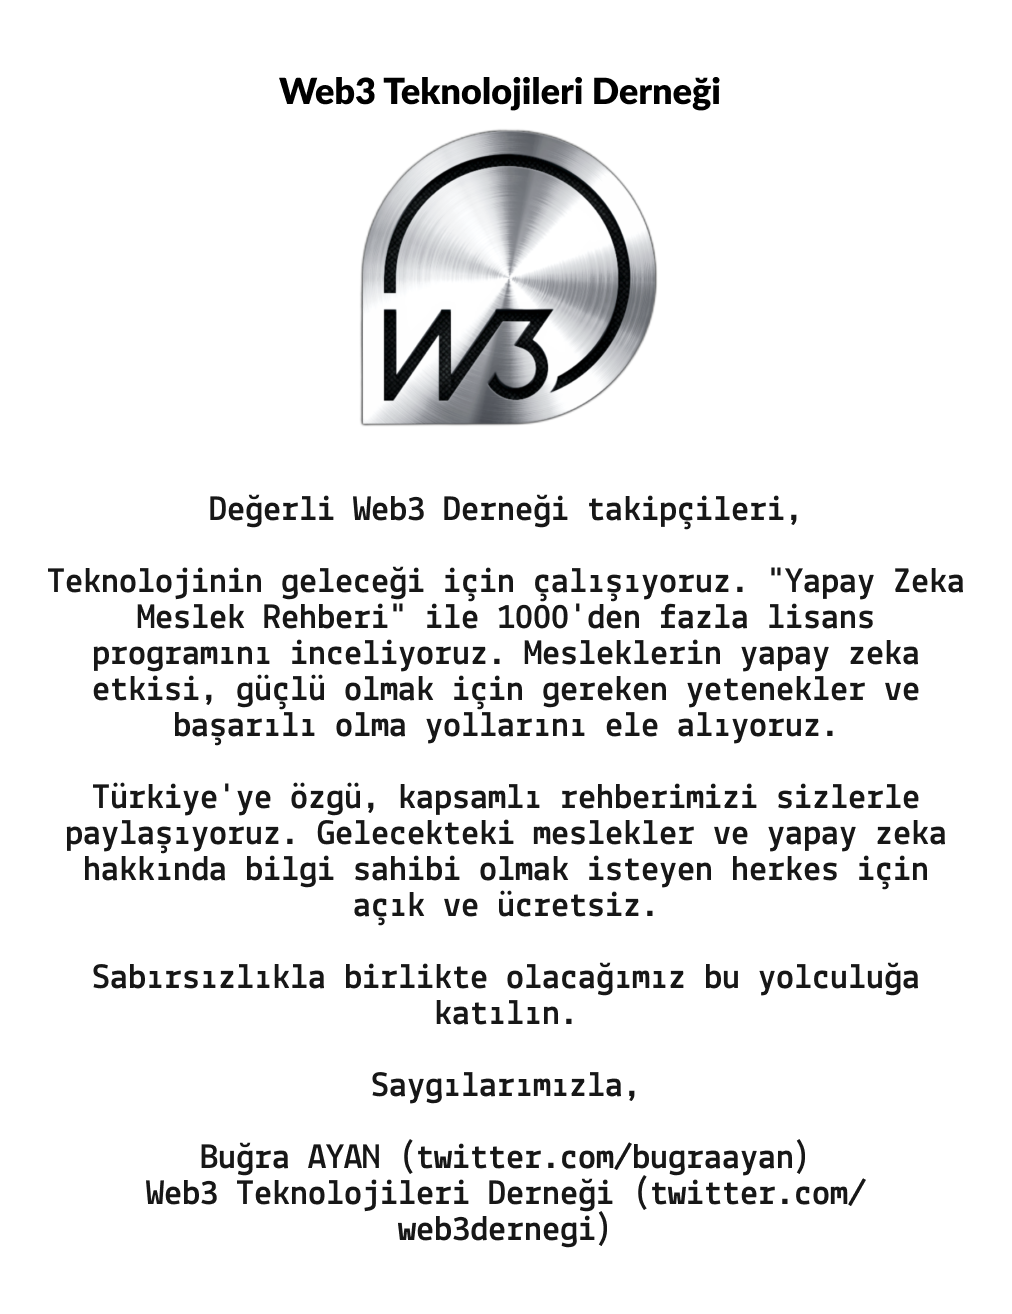 Web3 Teknolojileri Derneği
W3
Değerli Web3 Derneği takipçileri,
Teknolojinin geleceği için çalışıyoruz. "Yapay Zeka
Meslek Rehberi" ile 1000'den fazla lisans
programını inceliyoruz. Mesleklerin yapay zeka
etkisi, güçlü olmak için gereken yetenekler ve
başarılı olma yollarını ele alıyoruz.
Türkiye'ye özgü, kapsamlı rehberimizi sizlerle
paylaşıyoruz. Gelecekteki meslekler ve yapay zeka
hakkında bilgi sahibi olmak isteyen herkes için
açık ve ücretsiz.
Sabırsızlıkla birlikte olacağımız bu yolculuğa
katılın.
Saygılarımızla,
Buğra AYAN (twitter.com/bugraayan)
Web3 Teknolojileri Derneği (twitter.com/
web3dernegi)